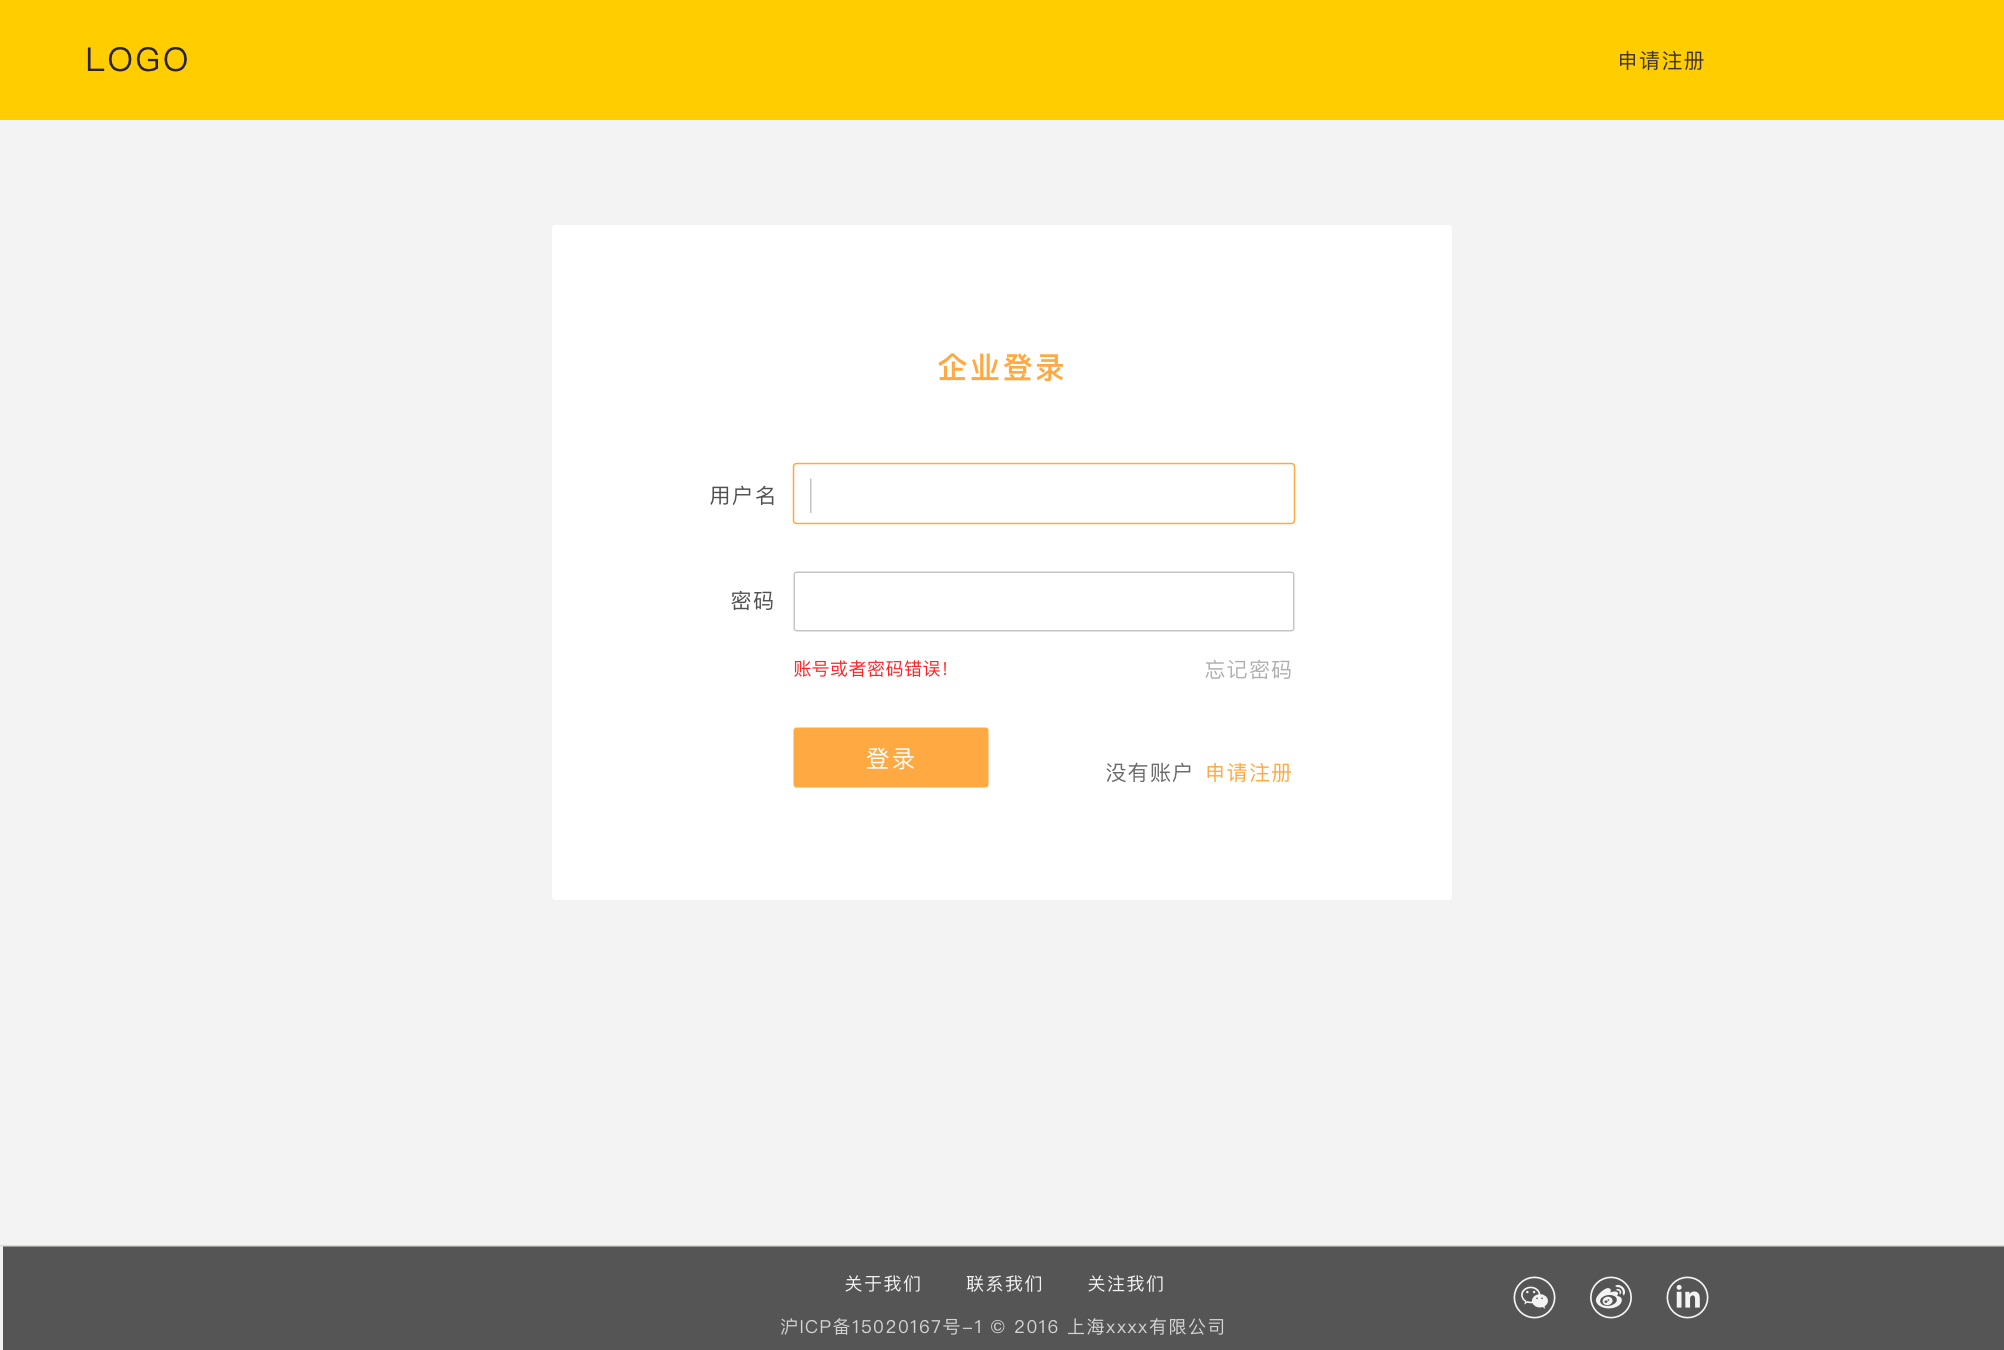 LOGO 申请注册
企业登录
用户名
密码
账号或者密码错误! 忘记密码
登录 没有账户 申请注册
关于我们 联系我们 关注我们
沪ICP备15020167号-1 © 2016 上海xxxx有限公司
in